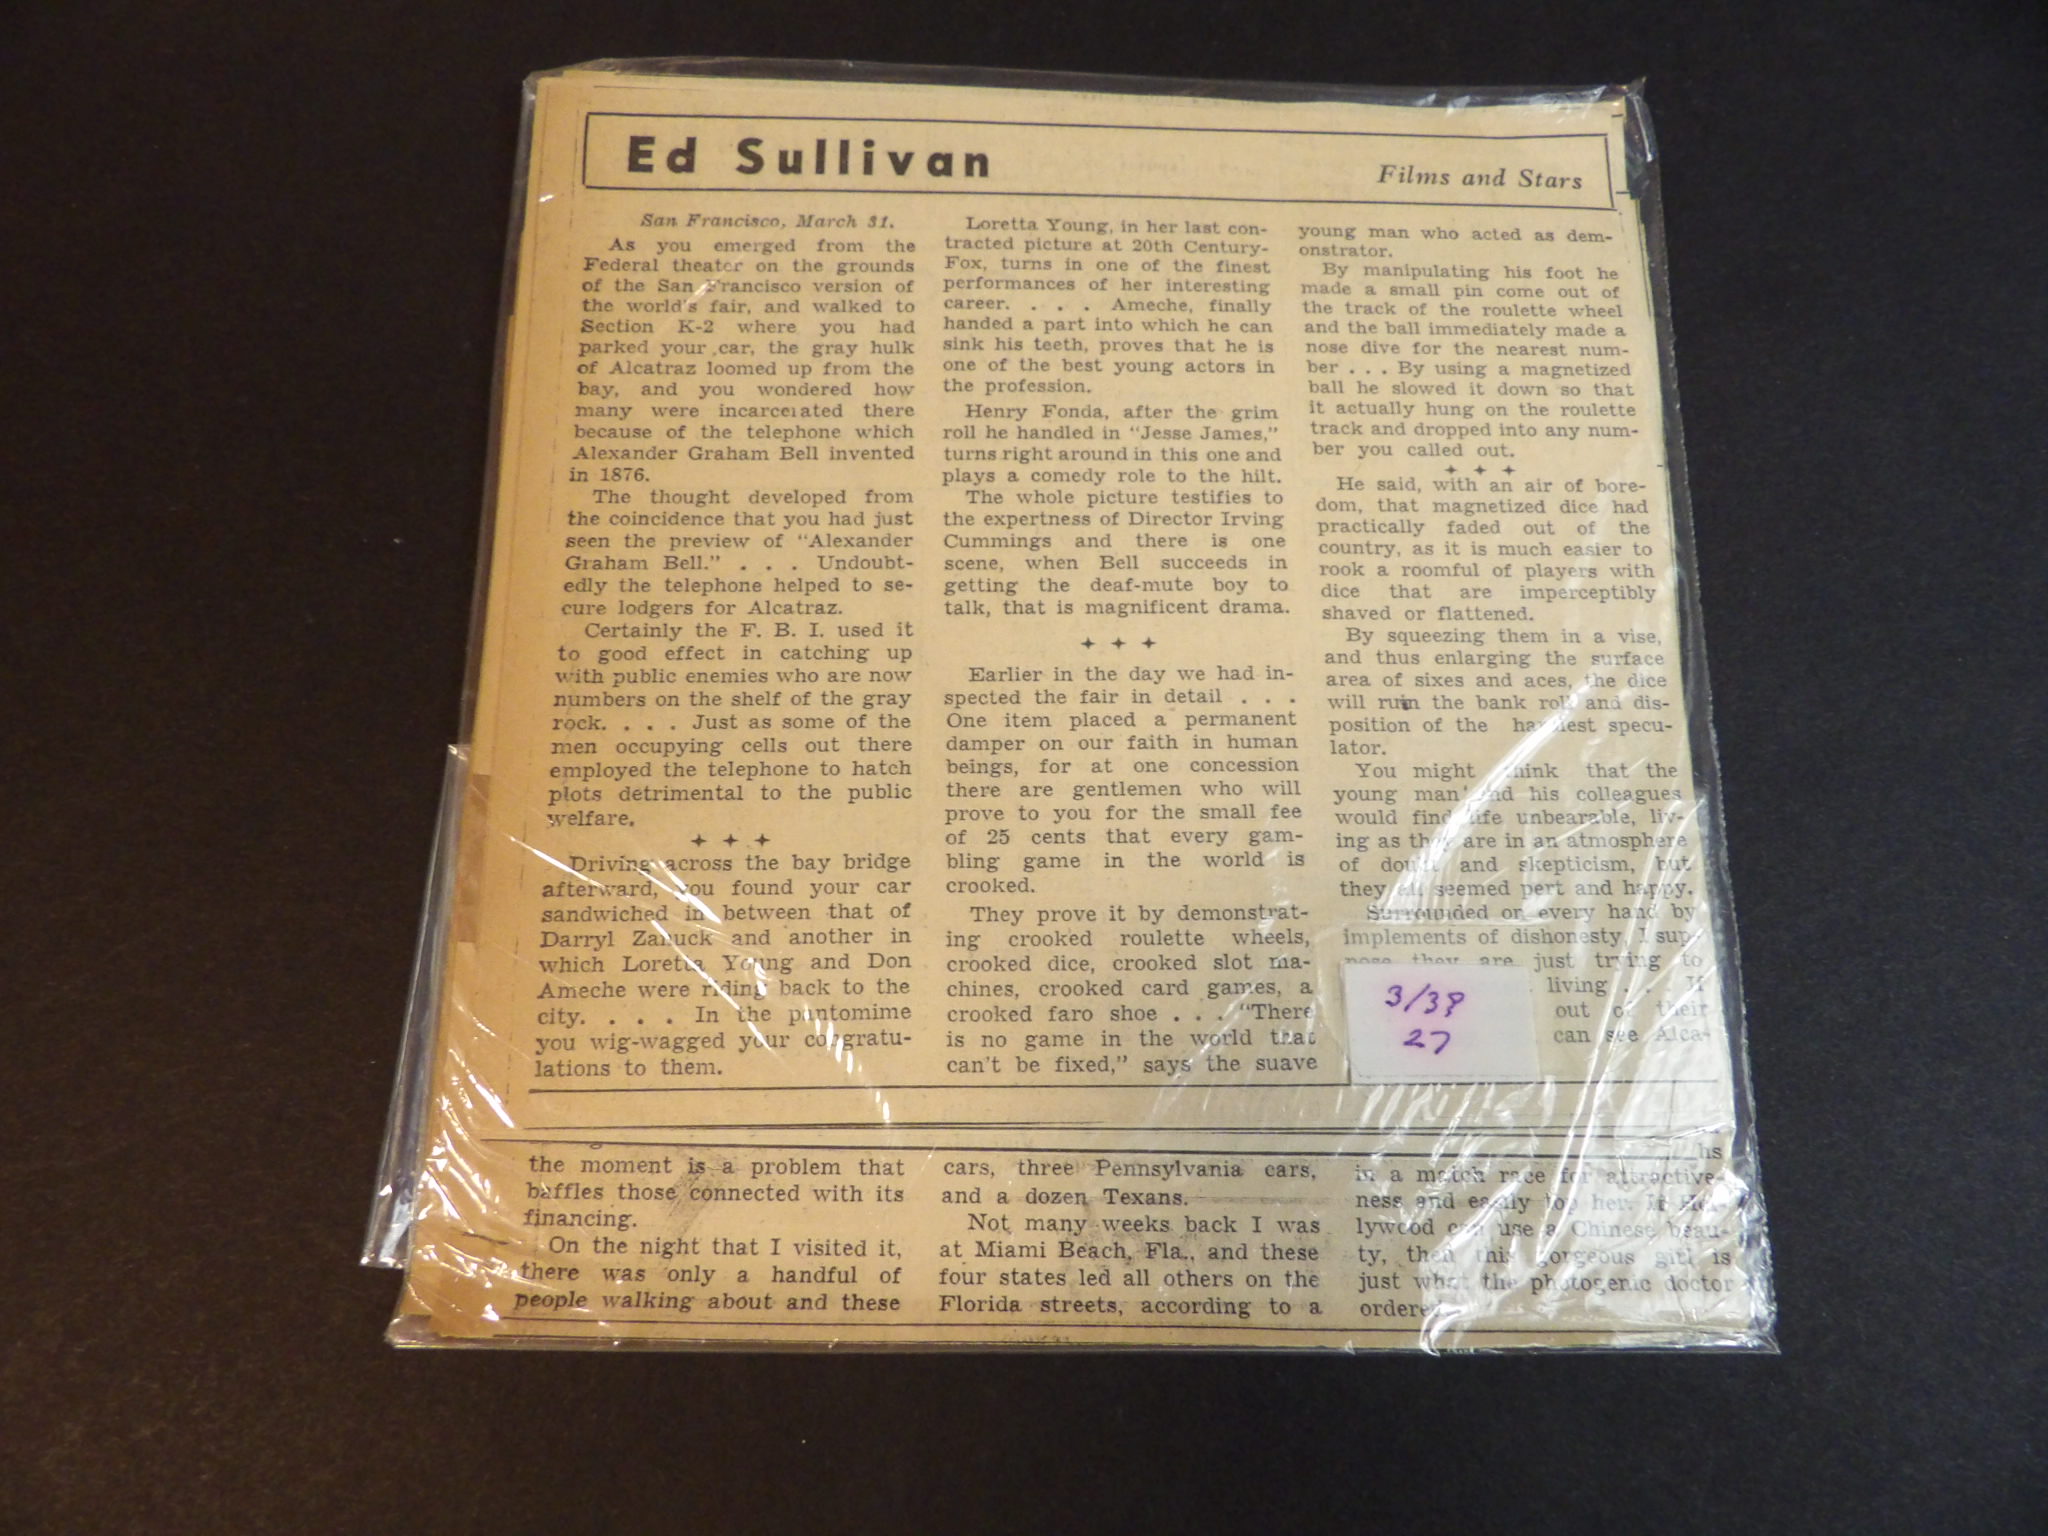 Ed Sullivan
Films and Stars
San Francisco, March 31.
As you emerged from the
Federal theater on the grounds
of the San Francisco version of
the world's fair, and walked to
Section K-2 where you had
parked your car, the gray hulk
of Alcatraz loomed up from the
bay, and you wondered how
many were incarcerated there
because of the telephone which
Alexander Graham Bell invented
in 1876.
The thought developed from
the coincidence that you had just
seen the preview of "Alexander
Graham Bell." . . . Undoubt-
edly the telephone helped to se-
cure lodgers for Alcatraz.
Certainly the F. B. I. used it
to good effect in catching up
with public enemies who are now
numbers on the shelf of the gray
rock. . . . Just as some of the
men occupying cells out there
employed the telephone to hatch
plots detrimental to the public
welfare.
Driving across the bay bridge
afterward, you found your car
sandwiched in between that of
Darryl Zanuck and another in
which Loretta Young and Don
Ameche were riding back to the
city. . . . In the pantomime
you wig-wagged your congratu-
lations to them.
Loretta Young, in her last con-
tracted picture at 20th Century-
Fox, turns in one of the finest
performances of her interesting
career. . . . Ameche, finally
handed a part into which he can
sink his teeth, proves that he is
one of the best young actors in
the profession.
Henry Fonda, after the grim
roll he handled in "Jesse James,"
turns right around in this one and
plays a comedy role to the hilt.
The whole picture testifies to
the expertness of Director Irving
Cummings and there is one
scene, when Bell succeeds in
getting the deaf-mute boy to
talk, that is magnificent drama.
Earlier in the day we had in-
spected the fair in detail . . .
One item placed a permanent
damper on our faith in human
beings, for at one concession
there are gentlemen who will
prove to you for the small fee
of 25 cents that every gam-
bling game in the world is
crooked.
They prove it by demonstrat-
ing crooked roulette wheels,
crooked dice, crooked slot ma-
chines, crooked card games, a
crooked faro shoe . . . "There
is no game in the world that
can't be fixed," says the suave
young man who acted as dem-
onstrator.
By manipulating his foot he
made a small pin come out of
the track of the roulette wheel
and the ball immediately made a
nose dive for the nearest num-
ber . . . By using a magnetized
ball he slowed it down so that
it actually hung on the roulette
track and dropped into any num-
ber you called out.
He said, with an air of bore-
dom, that magnetized dice had
practically faded out of the
country, as it is much easier to
rook a roomful of players with
dice that are imperceptibly
shaved or flattened.
By squeezing them in a vise,
and thus enlarging the surface
area of sixes and aces, the dice
will ruin the bank roll and dis-
position of the hardiest specu-
lator.
You might think that the
young man and his colleagues
would find life unbearable, liv-
ing as they are in an atmosphere
of doubt and skepticism, but
they all seemed pert and happy.
Surrounded on every hand by
implements of dishonesty, I sup-
pose they are just trying to
living . . . If
out of their
can see Alca-
3/39
27
the moment is a problem that
baffles those connected with its
financing.
On the night that I visited it,
there was only a handful of
people walking about and these
cars, three Pennsylvania cars,
and a dozen Texans.
Not many weeks back I was
at Miami Beach, Fla., and these
four states led all others on the
Florida streets, according to a
in a match race for attractive-
ness and easily top her. If Hol-
lywood can use a Chinese beau-
ty, then this gorgeous girl is
just what the photogenic doctor
ordered.